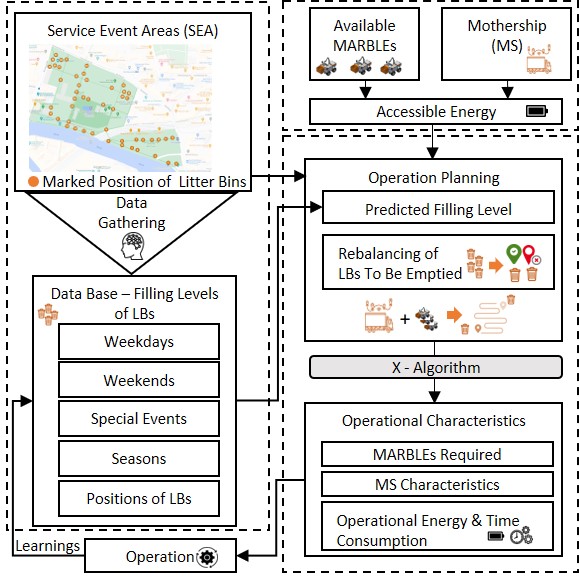 Service Event Areas (SEA)
Marked Position of Litter Bins
Data
Gathering
Data Base – Filling Levels
of LBs
Weekdays
Weekends
Special Events
Seasons
Positions of LBs
Learnings
Operation
Available
MARBLEs
Mothership
(MS)
Accessible Energy
Operation Planning
Predicted Filling Level
Rebalancing of
LBs To Be Emptied
+
X - Algorithm
Operational Characteristics
MARBLEs Required
MS Characteristics
Operational Energy & Time
Consumption